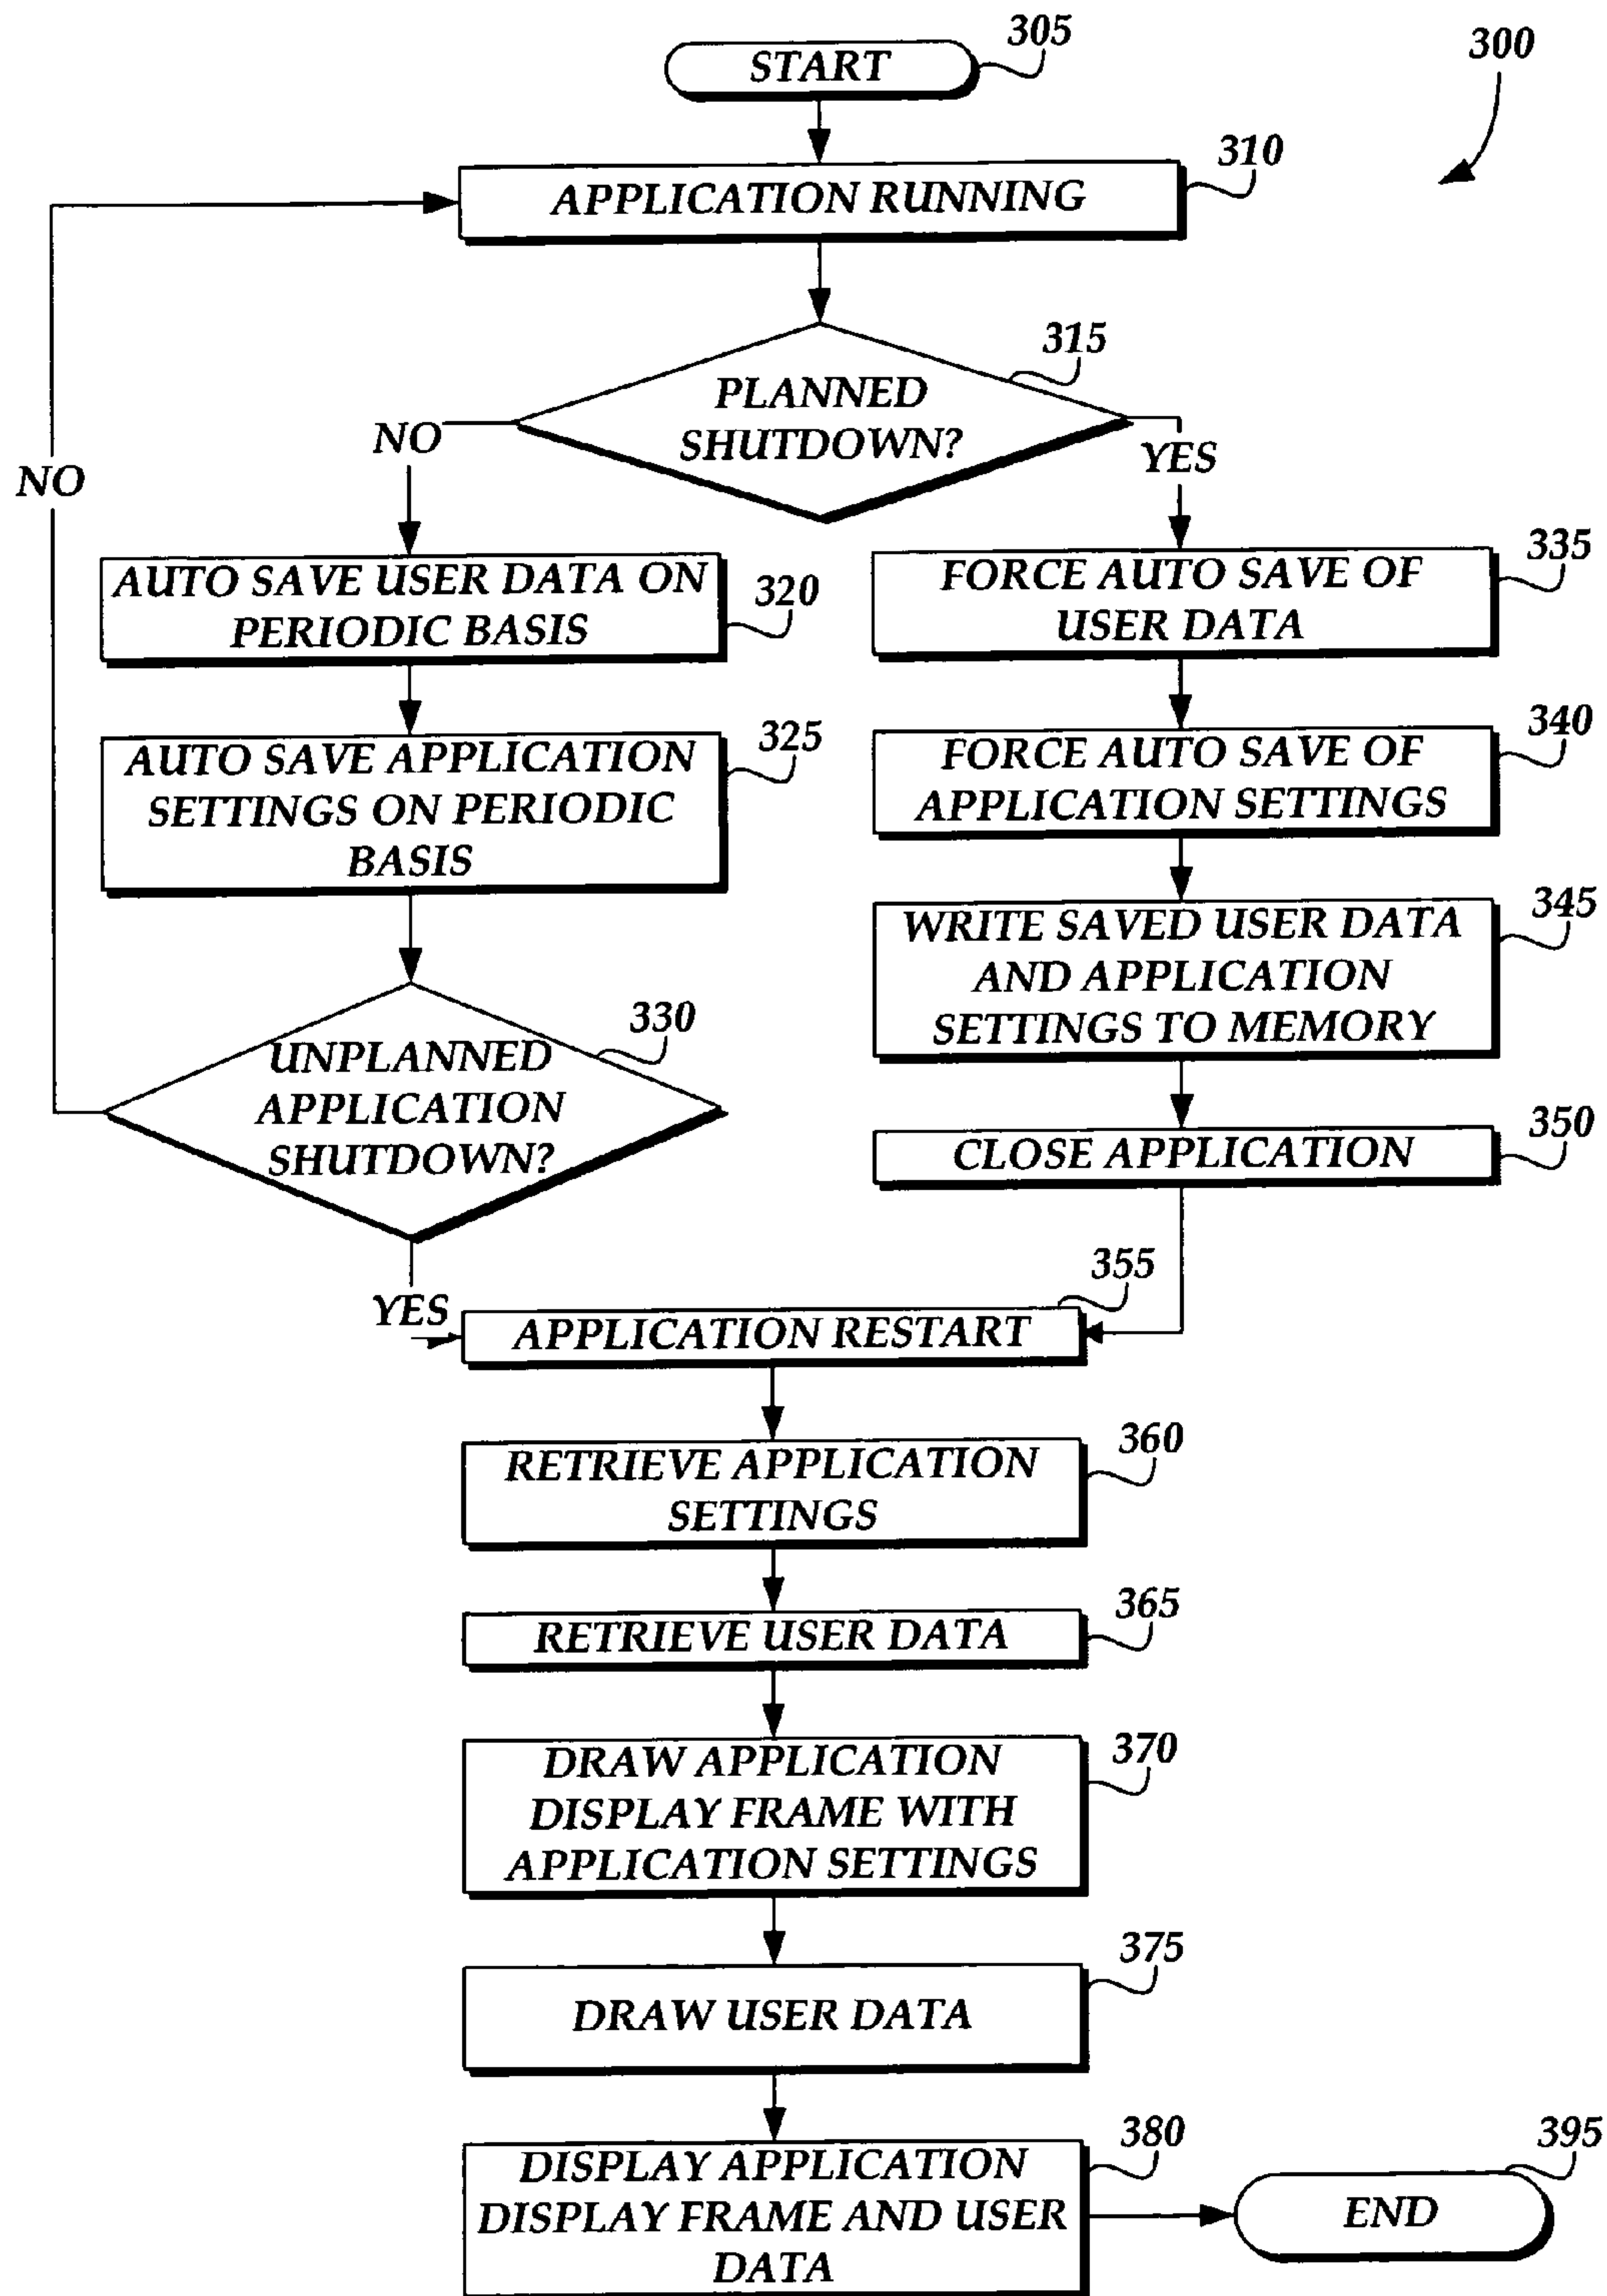 START
305
300
APPLICATION RUNNING
310
PLANNED
SHUTDOWN?
315
NO
YES
NO
AUTO SAVE USER DATA ON
PERIODIC BASIS
320
FORCE AUTO SAVE OF
USER DATA
335
AUTO SAVE APPLICATION
SETTINGS ON PERIODIC
BASIS
325
FORCE AUTO SAVE OF
APPLICATION SETTINGS
340
WRITE SAVED USER DATA
AND APPLICATION
SETTINGS TO MEMORY
345
UNPLANNED
APPLICATION
SHUTDOWN?
330
CLOSE APPLICATION
350
YES
APPLICATION RESTART
355
RETRIEVE APPLICATION
SETTINGS
360
RETRIEVE USER DATA
365
DRAW APPLICATION
DISPLAY FRAME WITH
APPLICATION SETTINGS
370
DRAW USER DATA
375
DISPLAY APPLICATION
DISPLAY FRAME AND USER
DATA
380
END
395